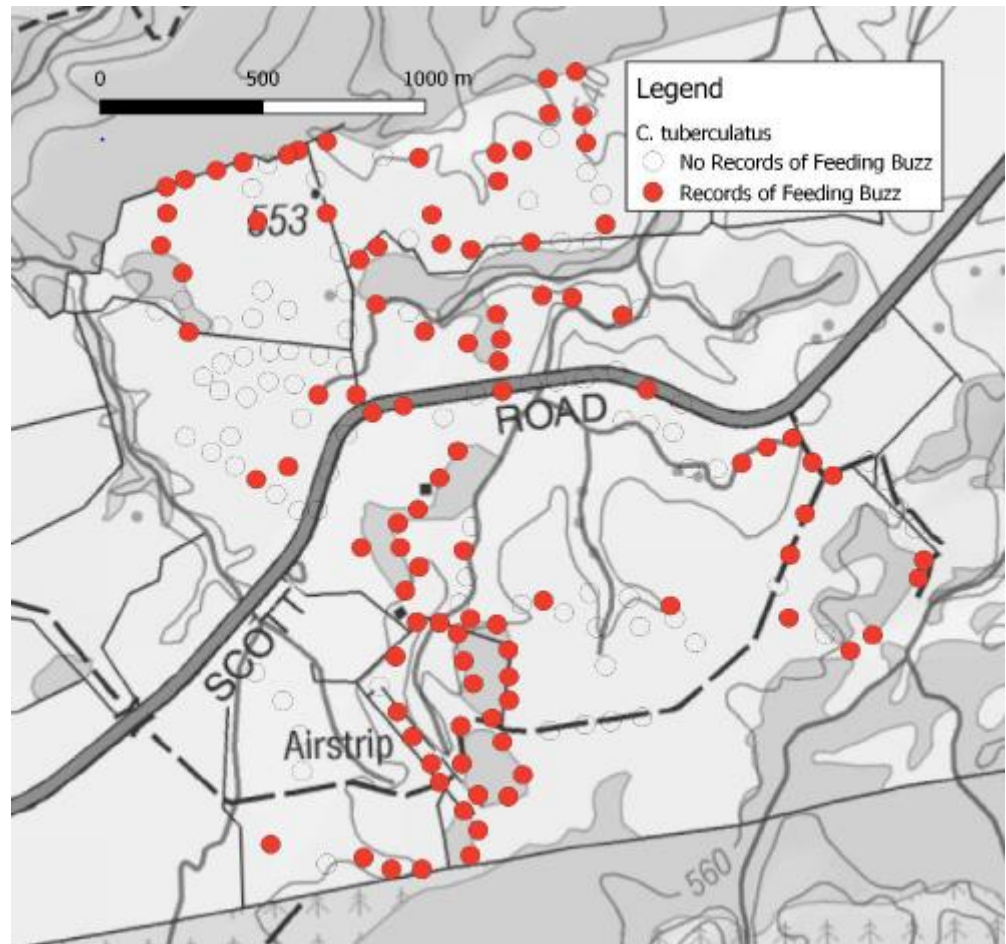 0 500 1000 m
540
Legend
C. tuberculatus
No Records of Feeding Buzz
Records of Feeding Buzz
553
ROAD
SCOTT
Airstrip
560